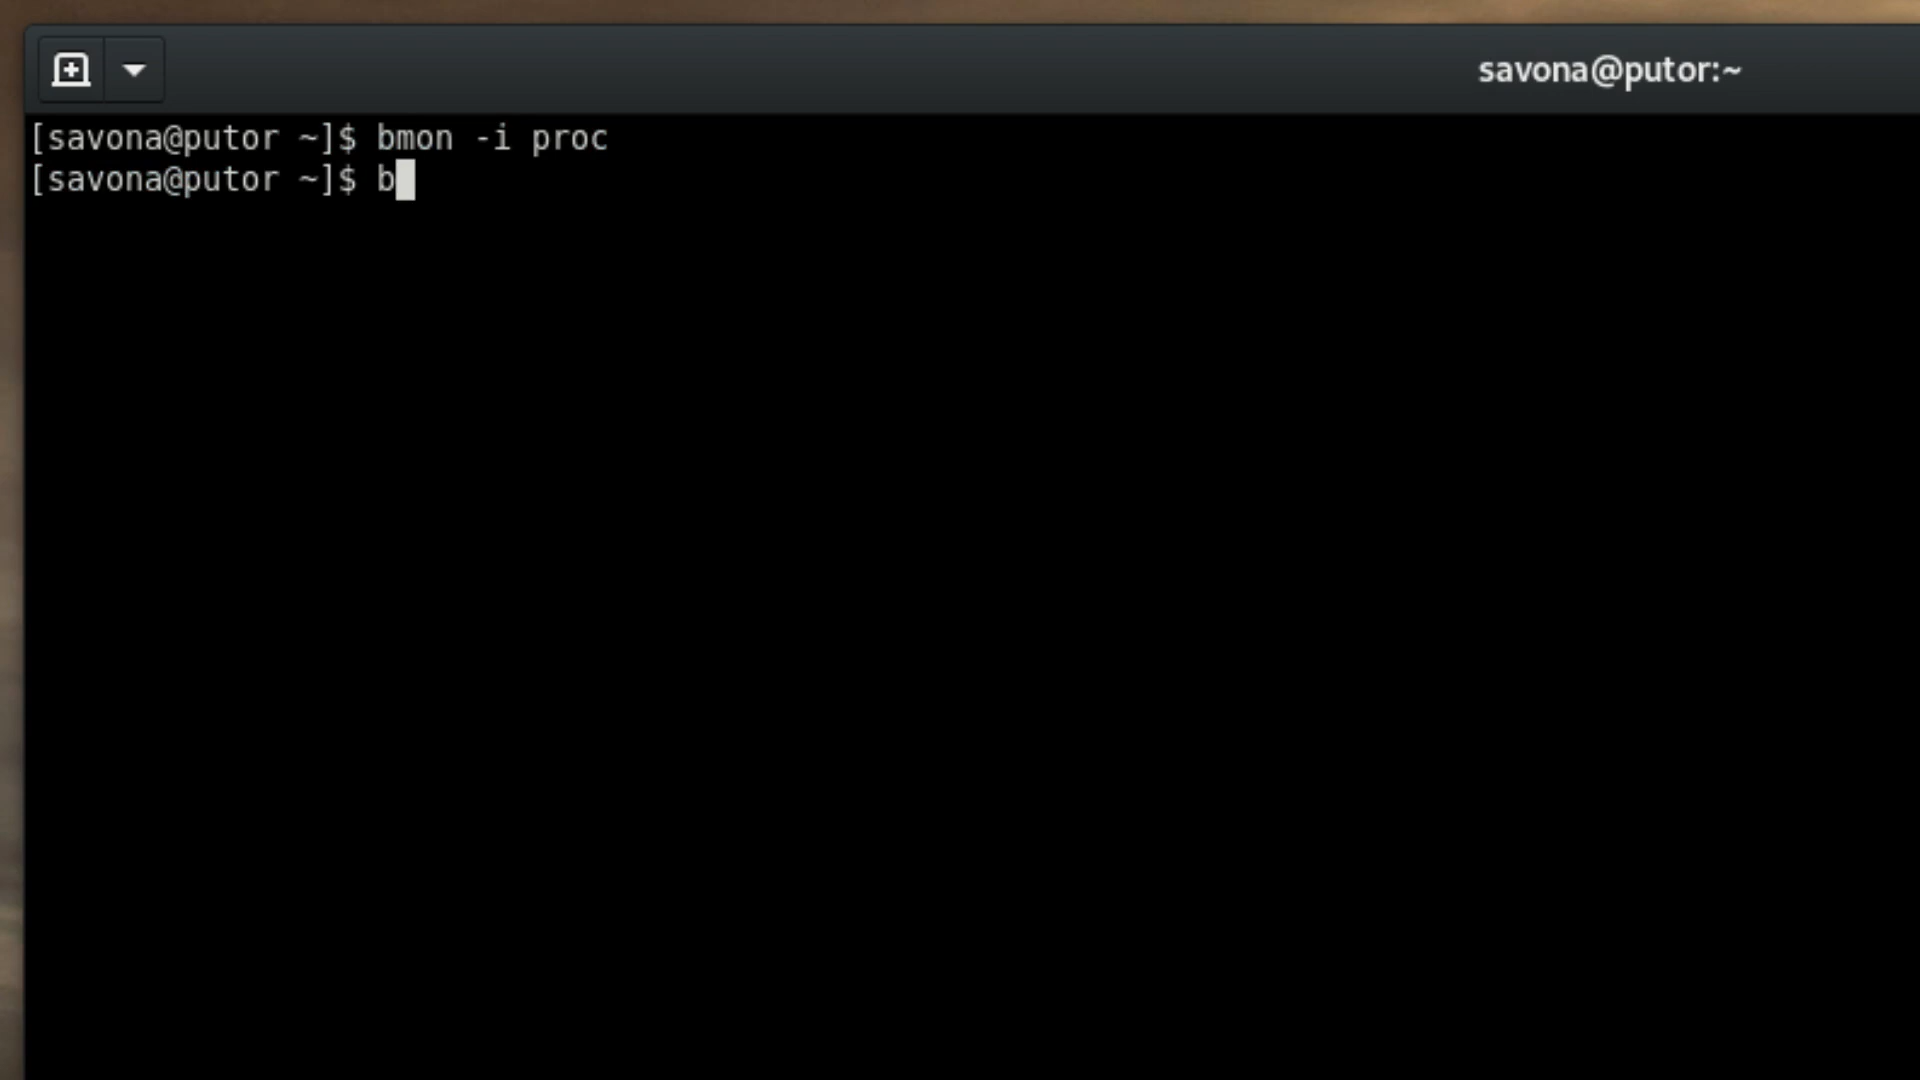 savona@putor:~
[savona@putor ~]$ bmon -i proc
[savona@putor ~]$ b